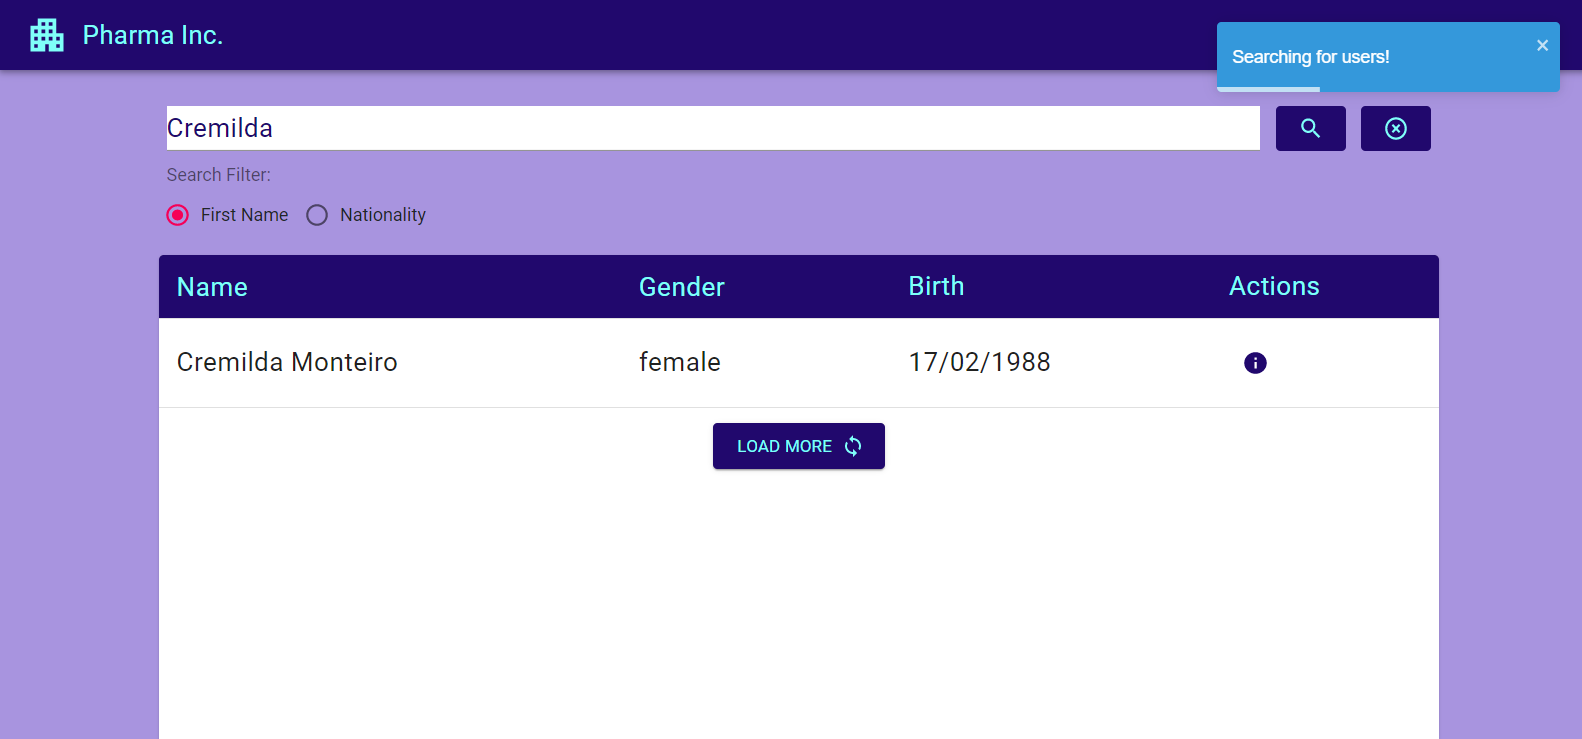 Pharma Inc.
Searching for users!
Cremilda
Search Filter:
First Name Nationality
Name Gender Birth Actions
Cremilda Monteiro female 17/02/1988
LOAD MORE